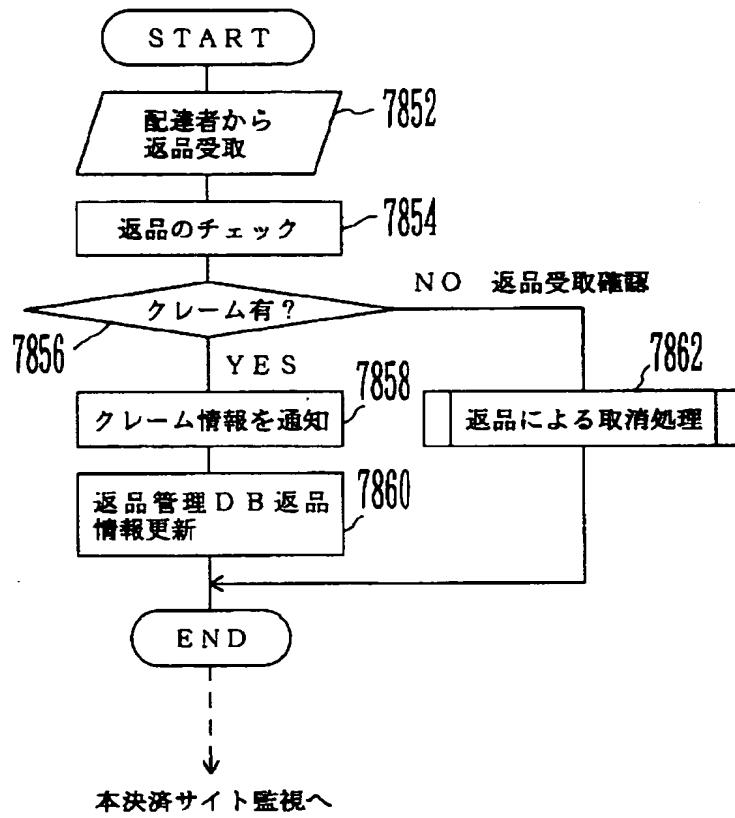 START
配達者から
返品受取
7852
返品のチェック
7854
クレーム有?
7856
NO 返品受取確認
YES
クレーム情報を通知
7858
返品による取消処理
7862
返品管理DB返品
情報更新
7860
END
本決済サイト監視へ